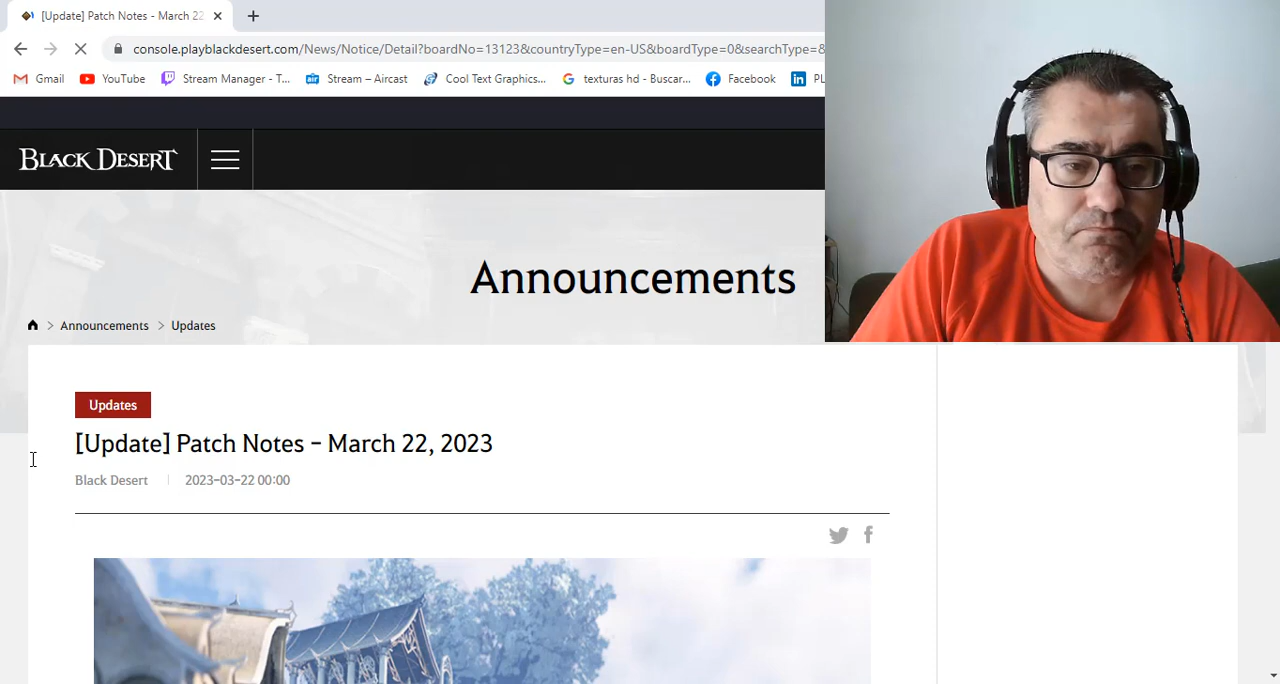 [Update] Patch Notes - March 22
console.playblackdesert.com/News/Notice/Detail?boardNo=13123&countryType=en-US&boardType=0&searchType=&
Gmail YouTube Stream Manager - T... Stream – Aircast Cool Text Graphics... texturas hd - Buscar... Facebook PL
BLACK DESERT
Announcements
Announcements > Updates
Updates
[Update] Patch Notes - March 22, 2023
Black Desert 2023-03-22 00:00